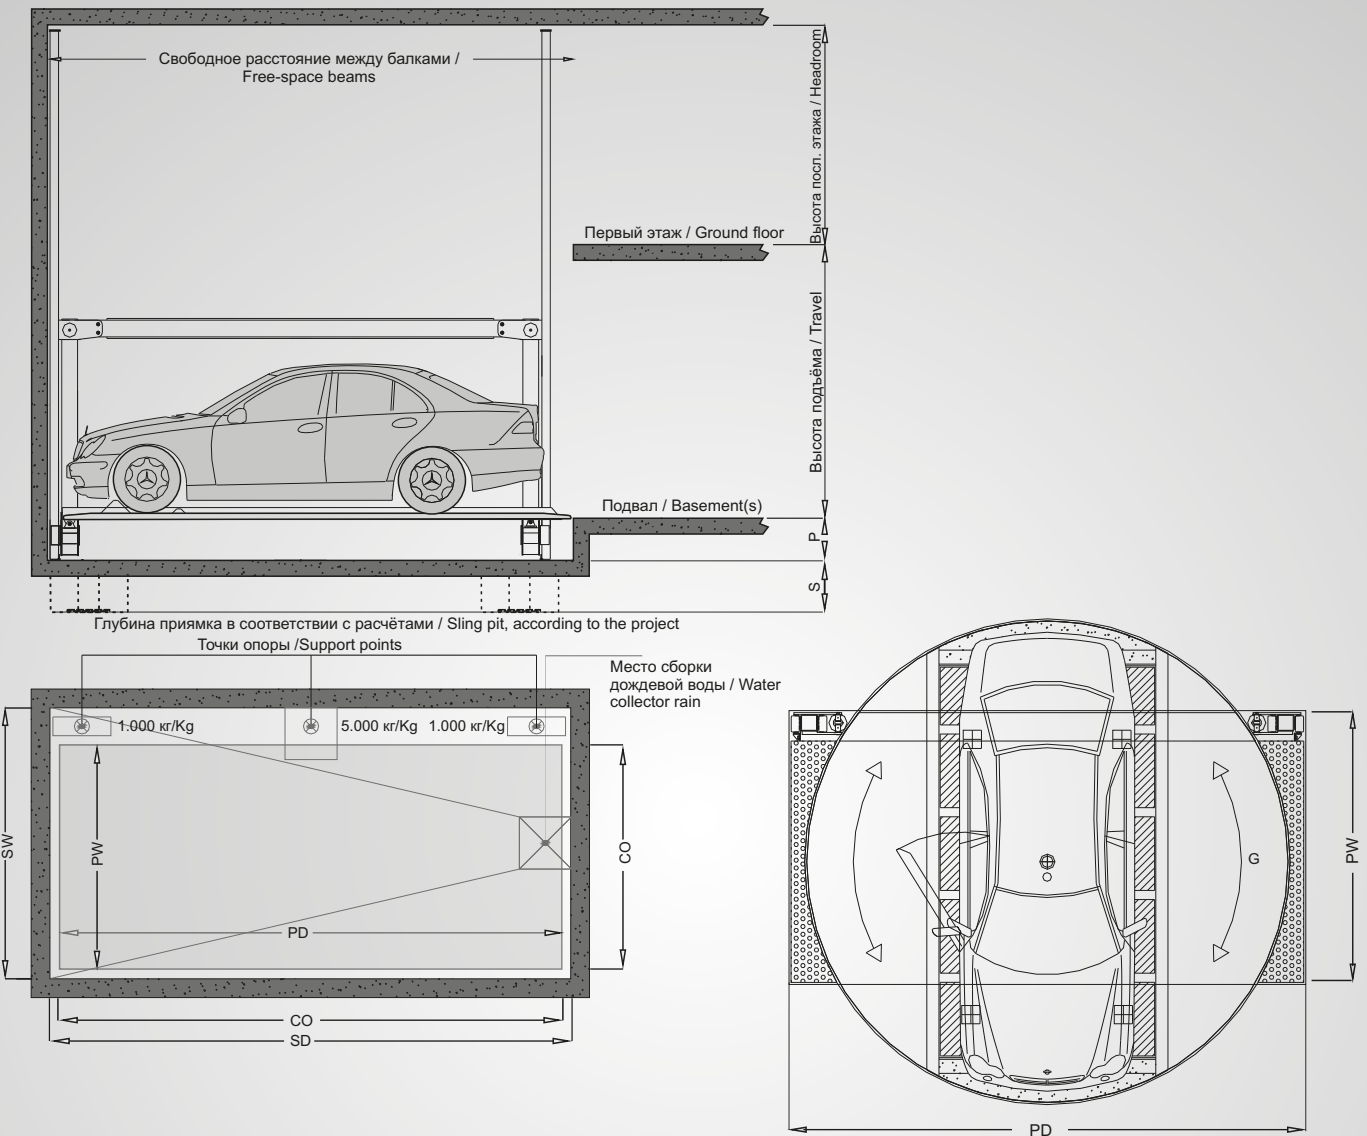 Свободное расстояние между балками /
Free-space beams
Высота посл. этажа / Headroom
Первый этаж / Ground floor
Высота подъёма / Travel
Подвал / Basement(s)
P
S
Глубина приямка в соответствии с расчётами / Sling pit, according to the project
Точки опоры /Support points
Место сборки
дождевой воды / Water
collector rain
1.000 кг/Kg
5.000 кг/Kg
1.000 кг/Kg
SW
PW
CO
PD
CO
SD
G
PW
PD